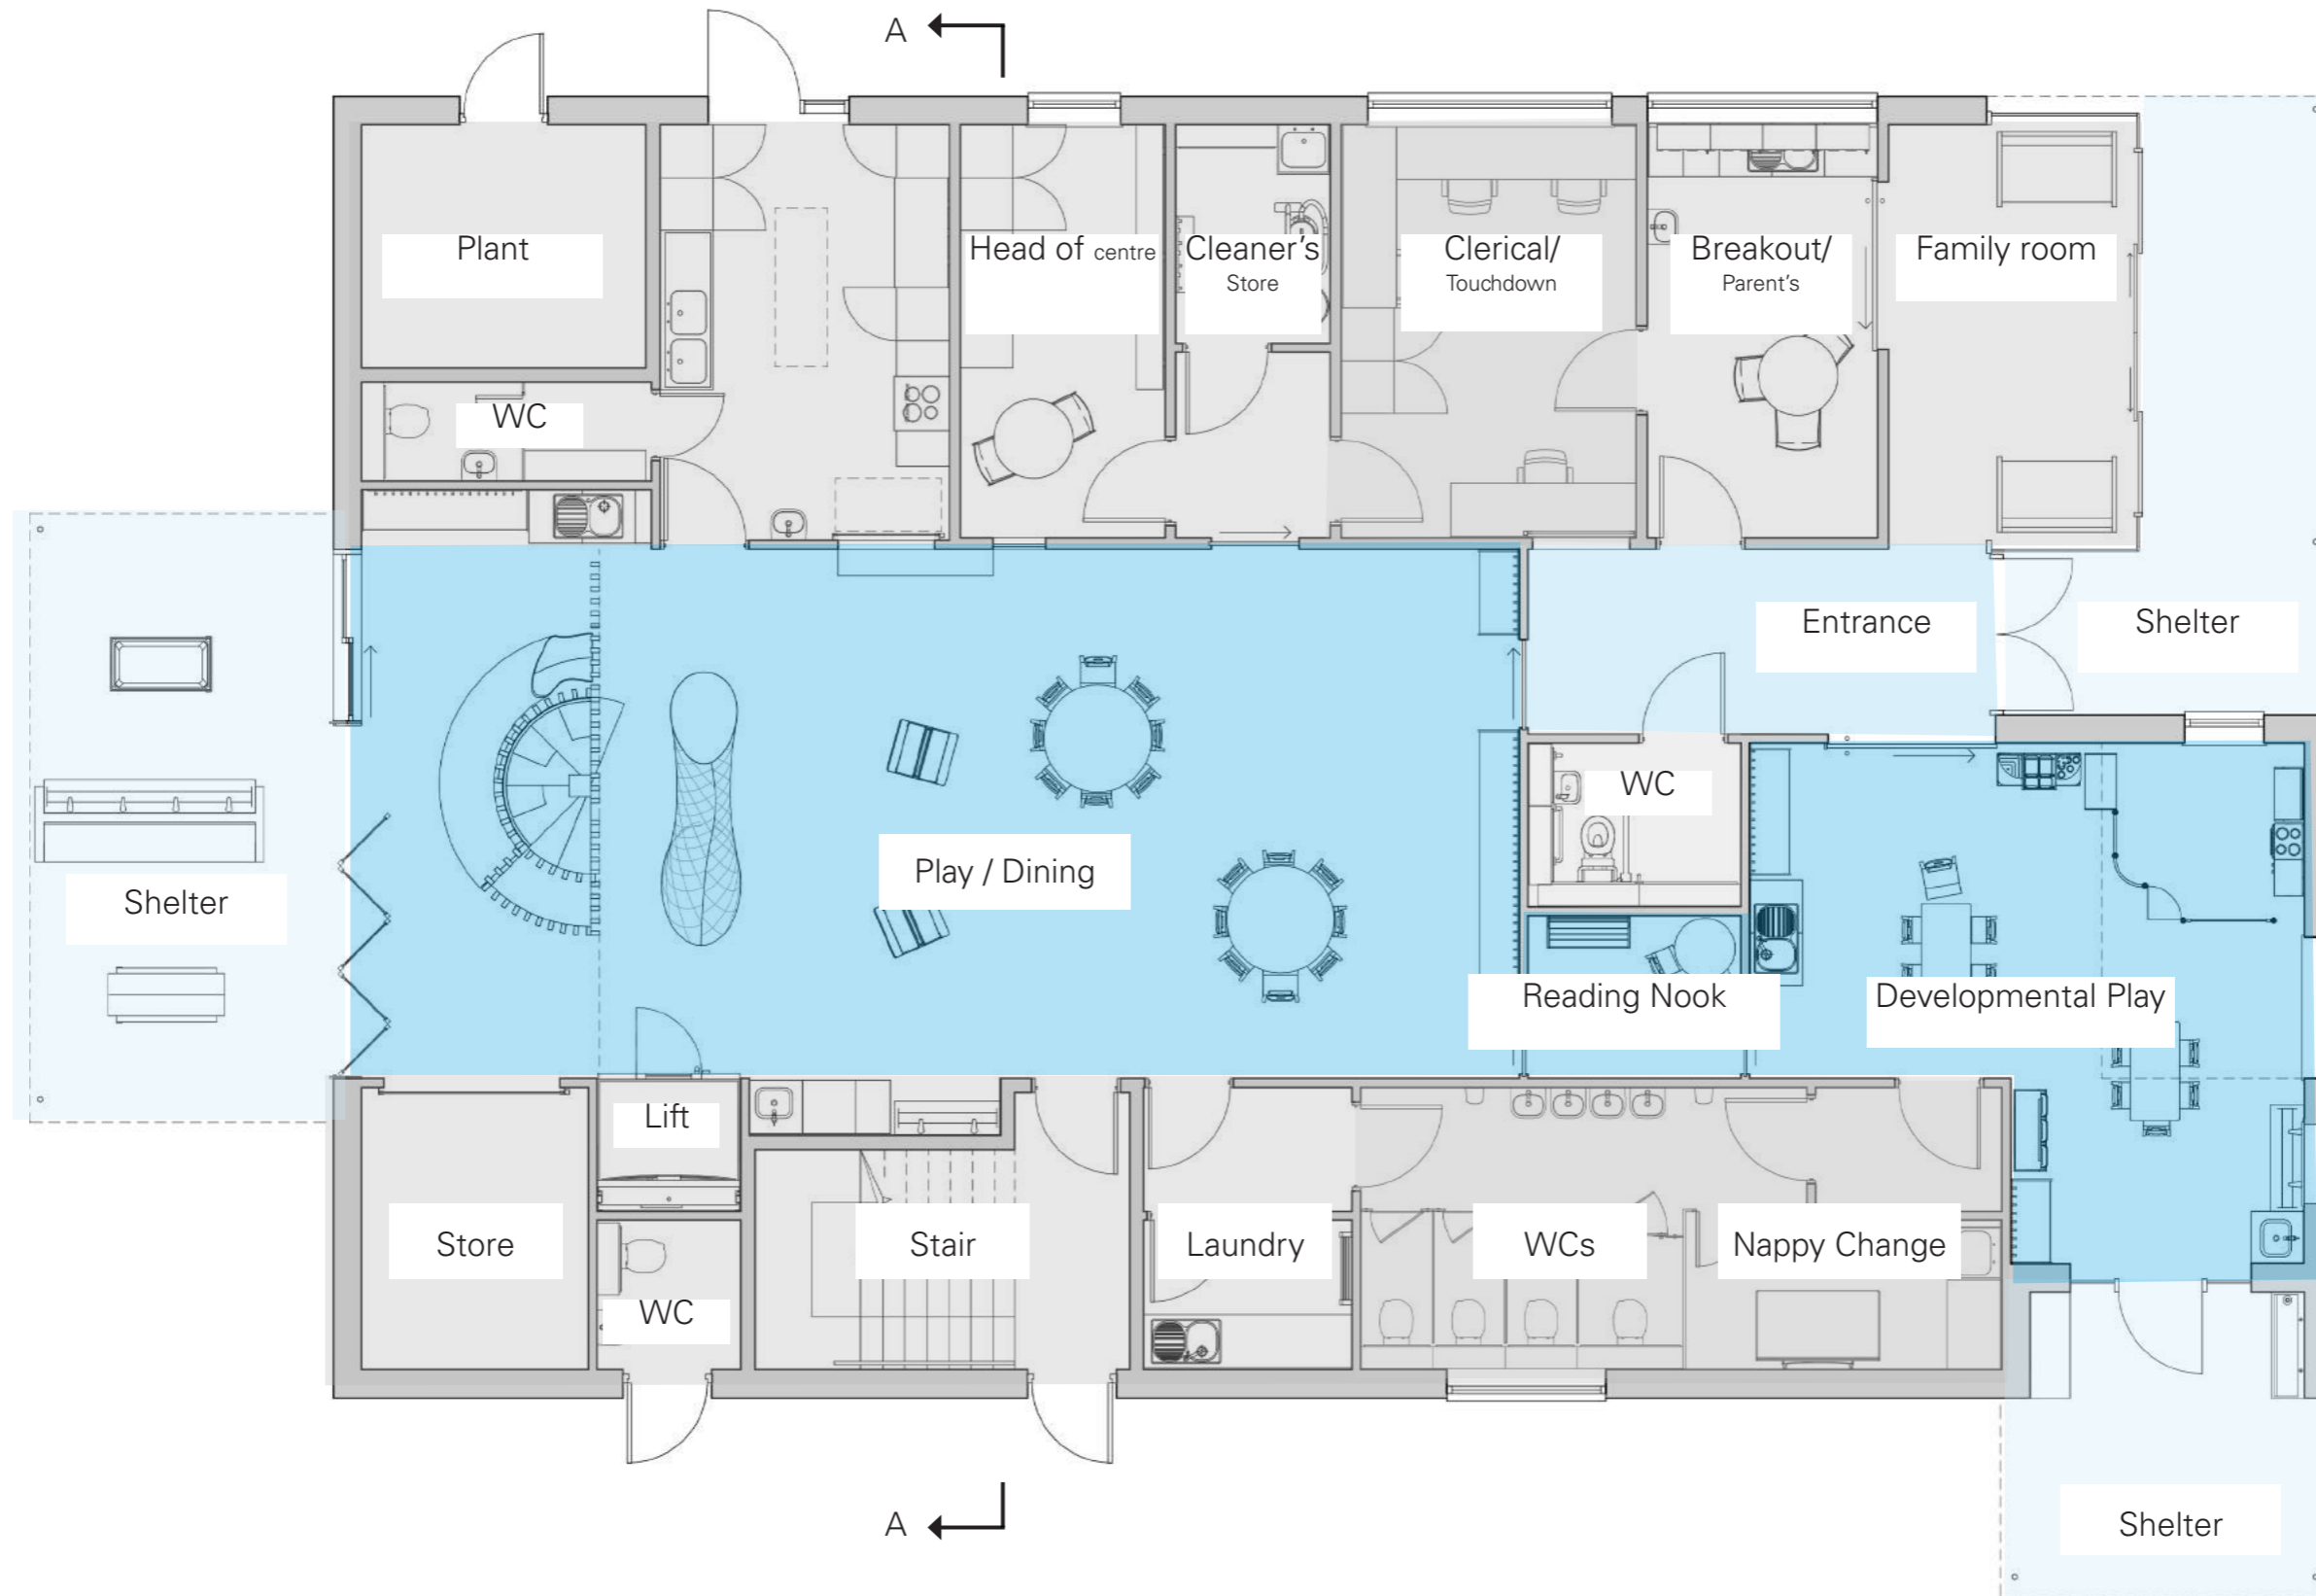 A
Plant
Head of centre
Cleaner's
Store
Clerical/
Touchdown
Breakout/
Parent's
Family room
WC
Entrance
Shelter
WC
Play / Dining
Shelter
Reading Nook
Developmental Play
Lift
Store
Stair
Laundry
WCs
Nappy Change
WC
A
Shelter